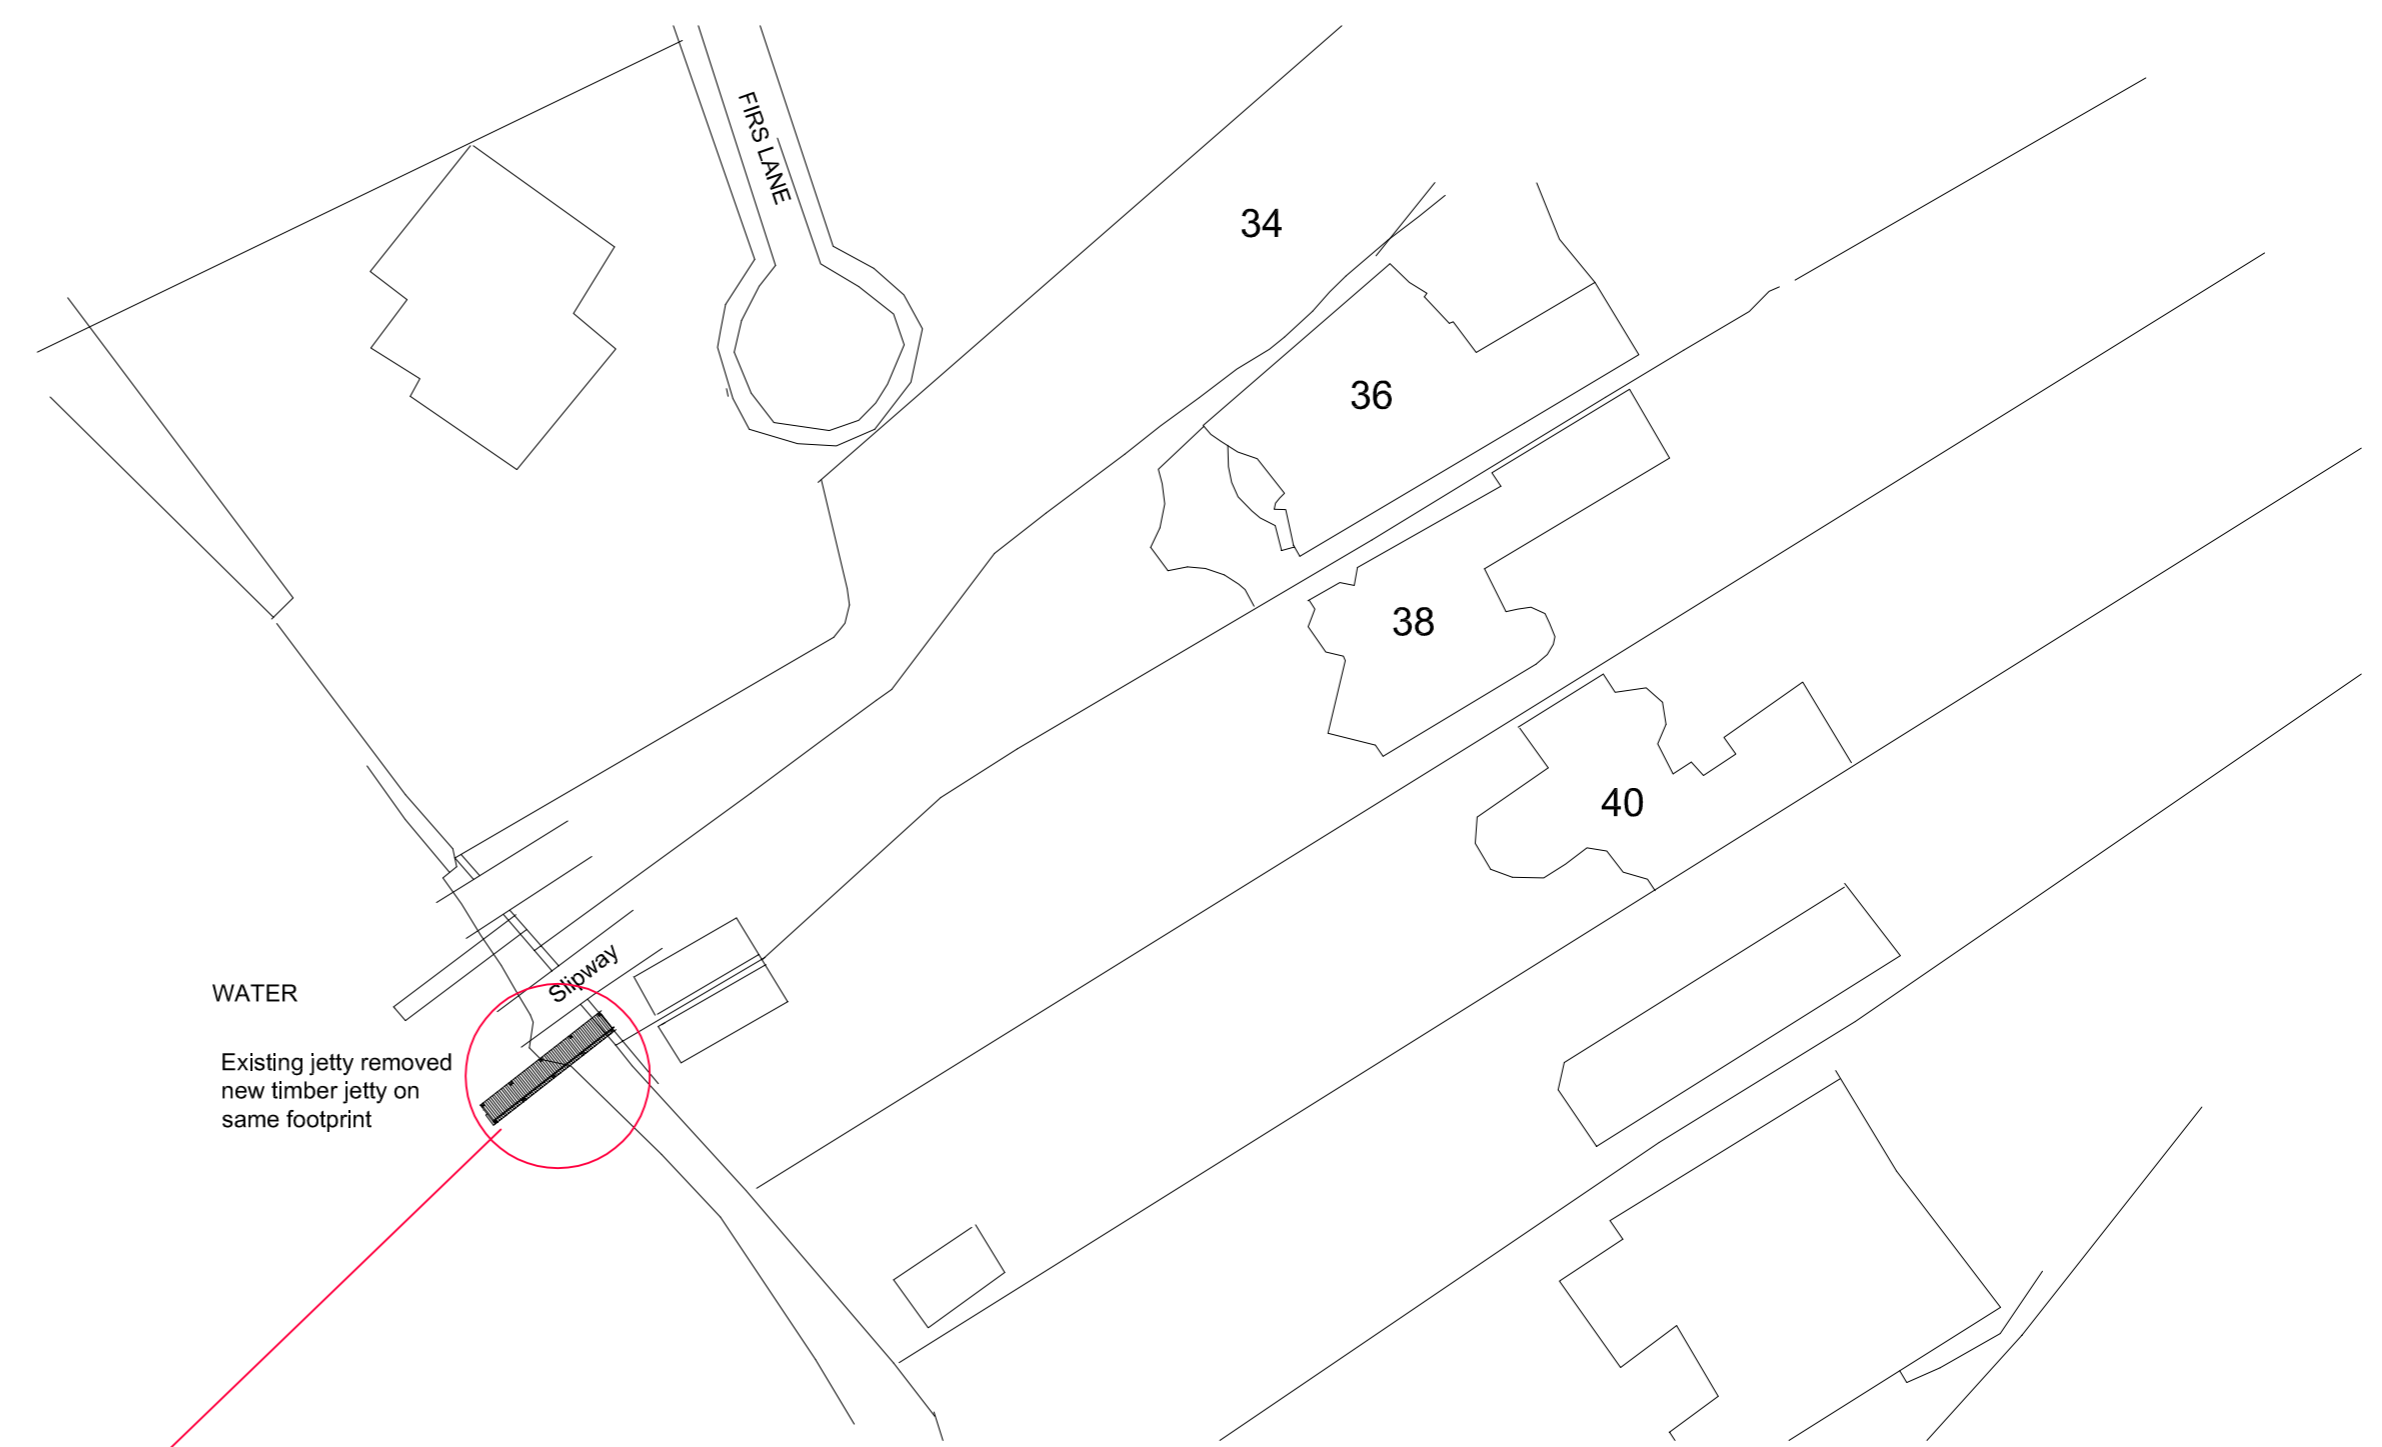 FIRS LANE
34
36
38
40
Slipway
WATER
Existing jetty removed
new timber jetty on
same footprint